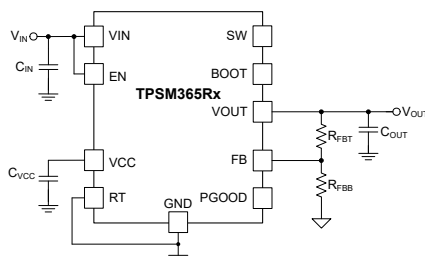 VIN
VIN
SW
CIN
EN
BOOT
TPSM365Rx
VOUT
VOUT
RFBT
COUT
VCC
FB
CVCC
RFBB
RT
PGOOD
GND